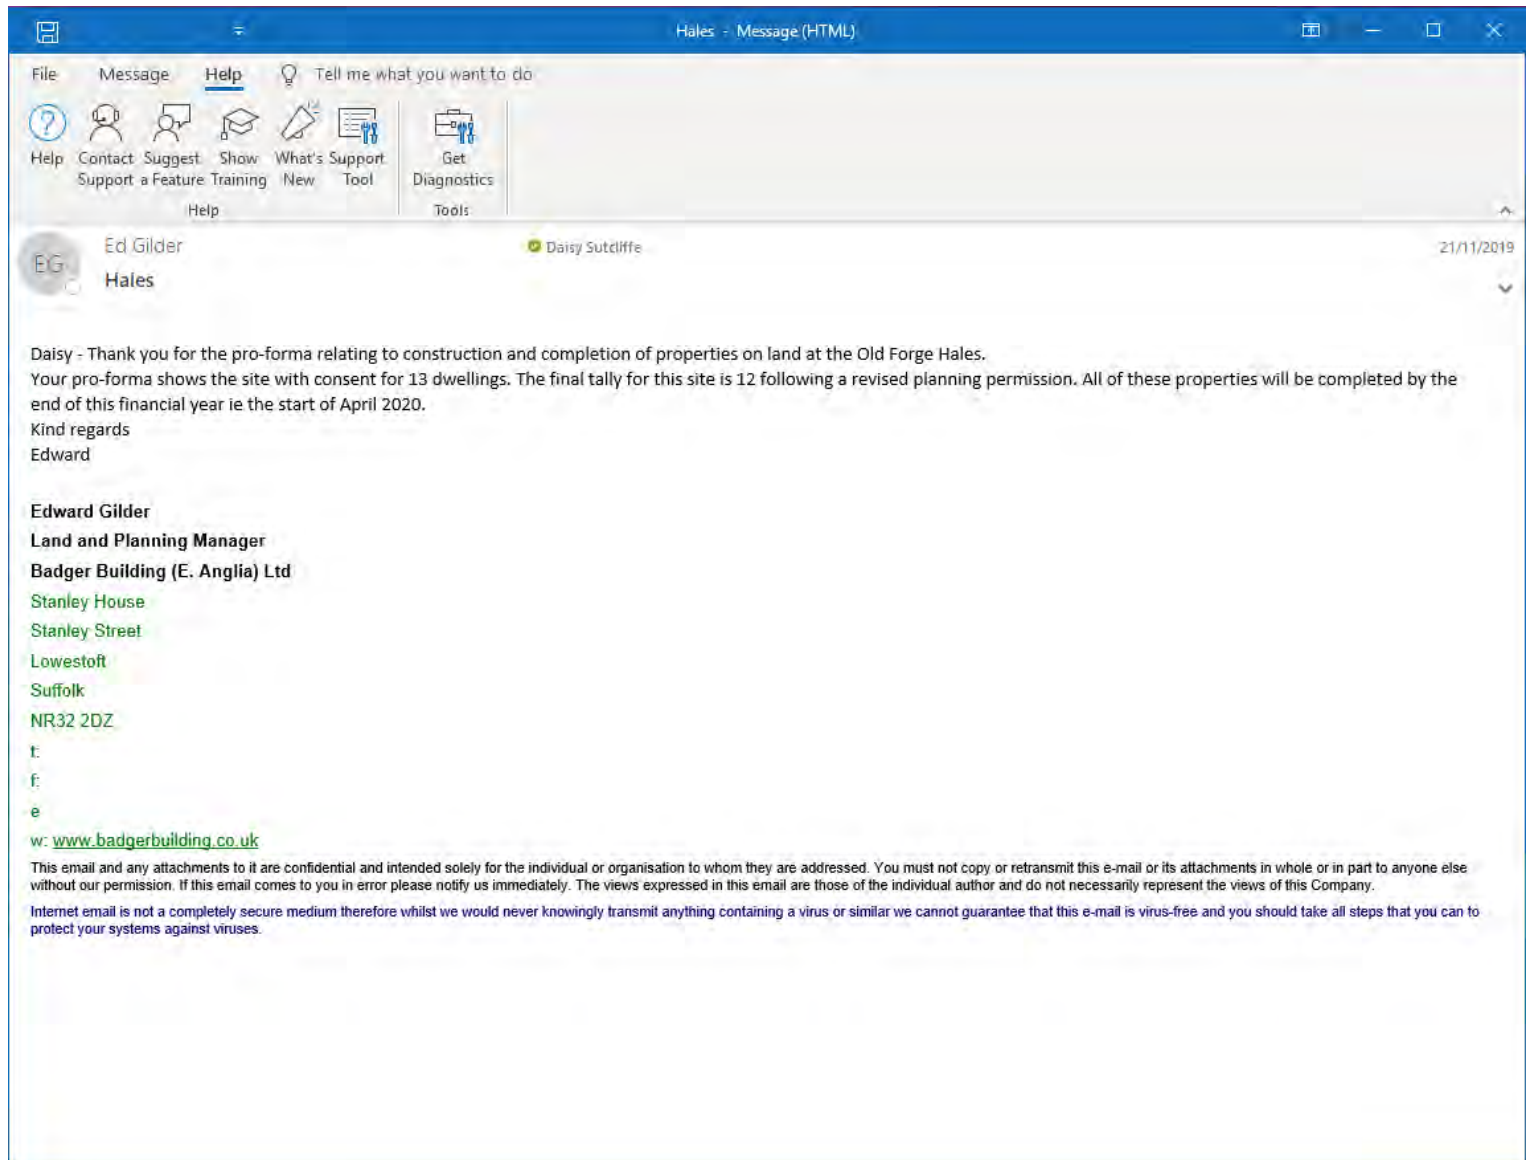 Hales - Message (HTML)
File Message Help Tell me what you want to do
Help Contact Support Suggest a Feature Show Training What's New Support Tool Get Diagnostics
Help Tools
Ed Gilder Daisy Sutcliffe 21/11/2019
EG
Hales
Daisy - Thank you for the pro-forma relating to construction and completion of properties on land at the Old Forge Hales.
Your pro-forma shows the site with consent for 13 dwellings. The final tally for this site is 12 following a revised planning permission. All of these properties will be completed by the
end of this financial year ie the start of April 2020.
Kind regards
Edward
Edward Gilder
Land and Planning Manager
Badger Building (E. Anglia) Ltd
Stanley House
Stanley Street
Lowestoft
Suffolk
NR32 2DZ
t:
f:
e
w: www.badgerbuilding.co.uk
This email and any attachments to it are confidential and intended solely for the individual or organisation to whom they are addressed. You must not copy or retransmit this e-mail or its attachments in whole or in part to anyone else
without our permission. If this email comes to you in error please notify us immediately. The views expressed in this email are those of the individual author and do not necessarily represent the views of this Company.
Internet email is not a completely secure medium therefore whilst we would never knowingly transmit anything containing a virus or similar we cannot guarantee that this e-mail is virus-free and you should take all steps that you can to
protect your systems against viruses.